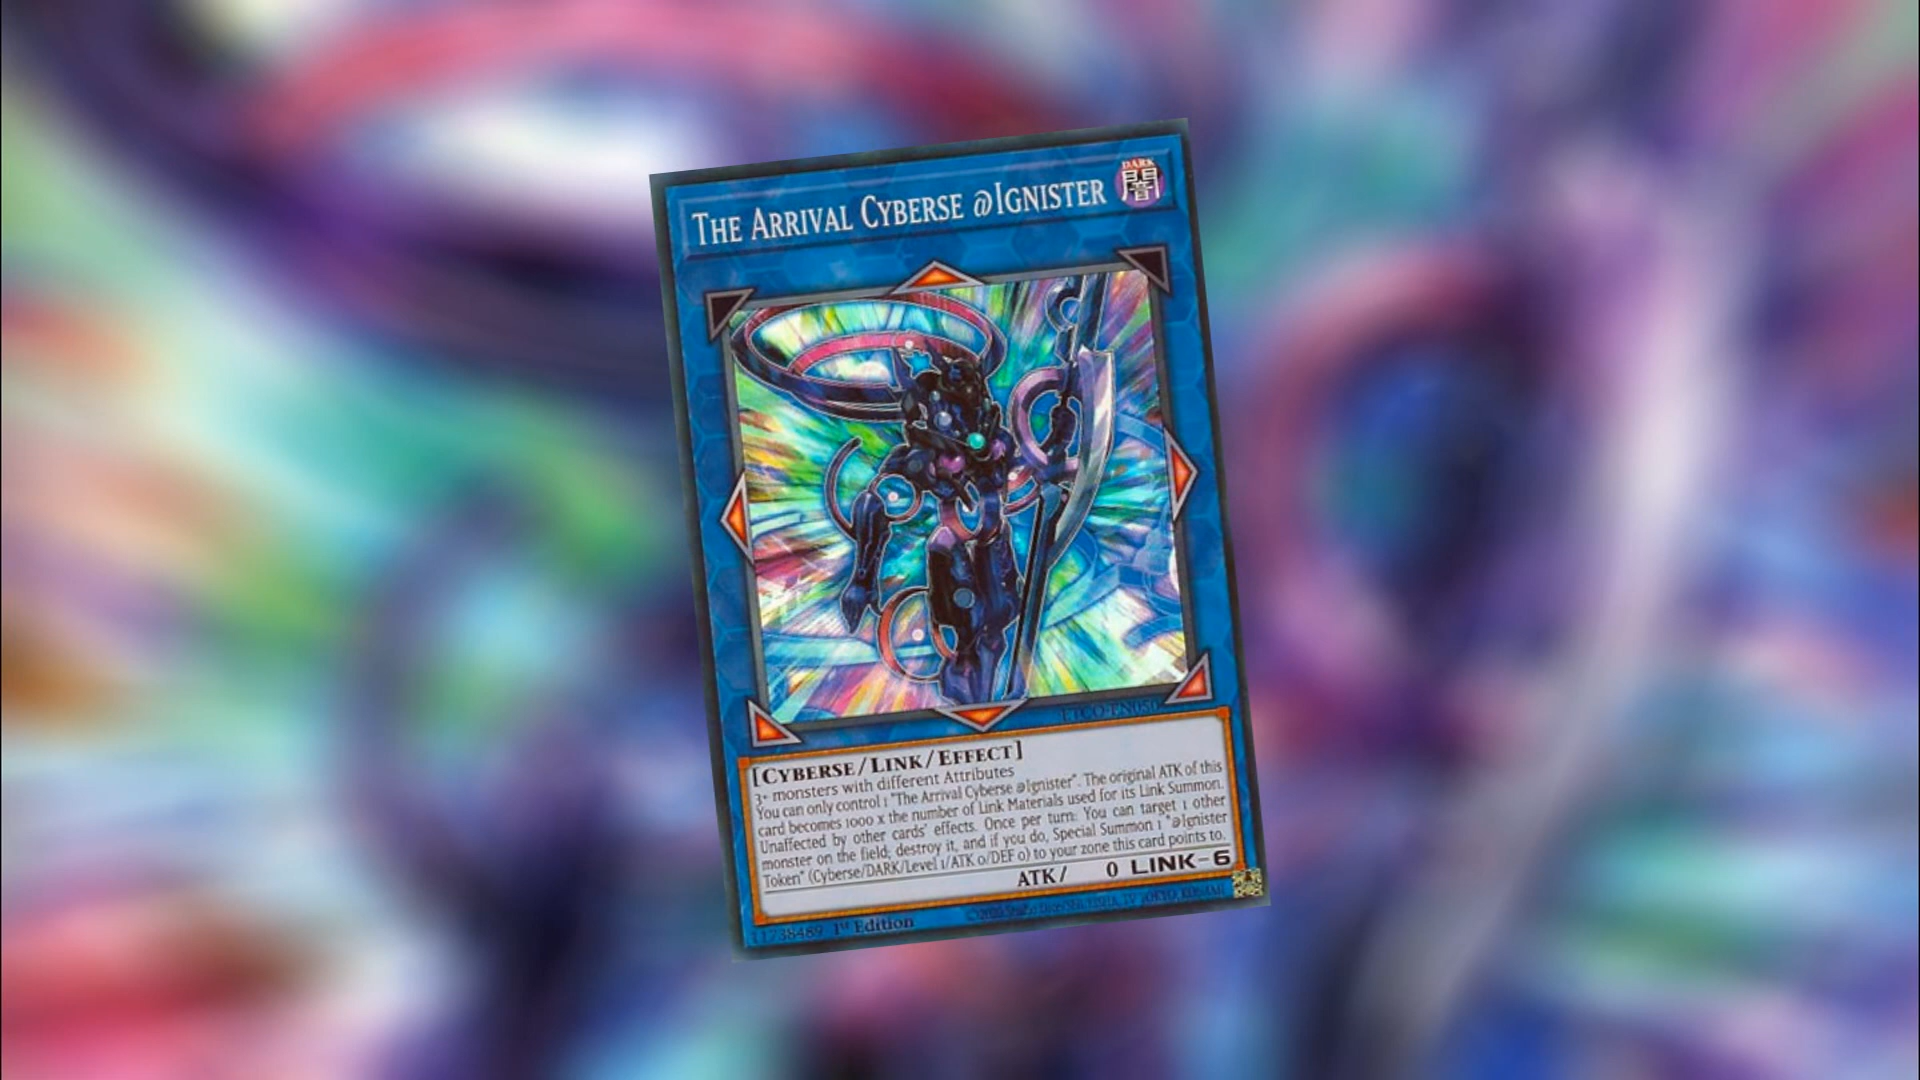 THE ARRIVAL CYBERSE @IGNISTER
DARK
闇
ETCO-EN050
[CYBERSE/LINK/EFFECT]
3+ monsters with different Attributes
You can only control 1 "The Arrival Cyberse @Ignister". The original ATK of this
card becomes 1000 x the number of Link Materials used for its Link Summon.
Unaffected by other cards' effects. Once per turn: You can target 1 other
monster on the field; destroy it, and if you do, Special Summon 1 "@Ignister
Token" (Cyberse/DARK/Level 1/ATK 0/DEF 0) to your zone this card points to.
ATK/ 0 LINK-6
11738489 1st Edition